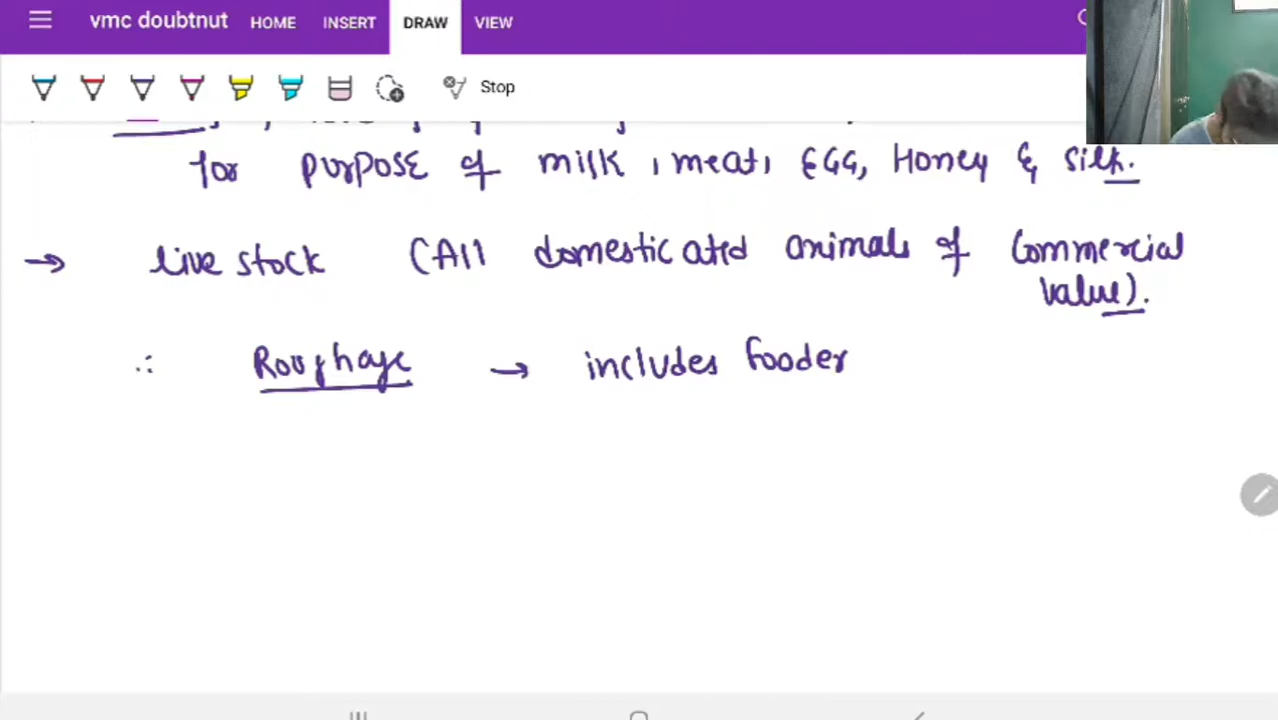 vmc doubtnut HOME INSERT DRAW VIEW
Stop
for purpose of milk, meat, EGG, Honey & Silk.
→ live stock (All domesticated animals of Commercial
value).
∴ Roughage → includes fooder